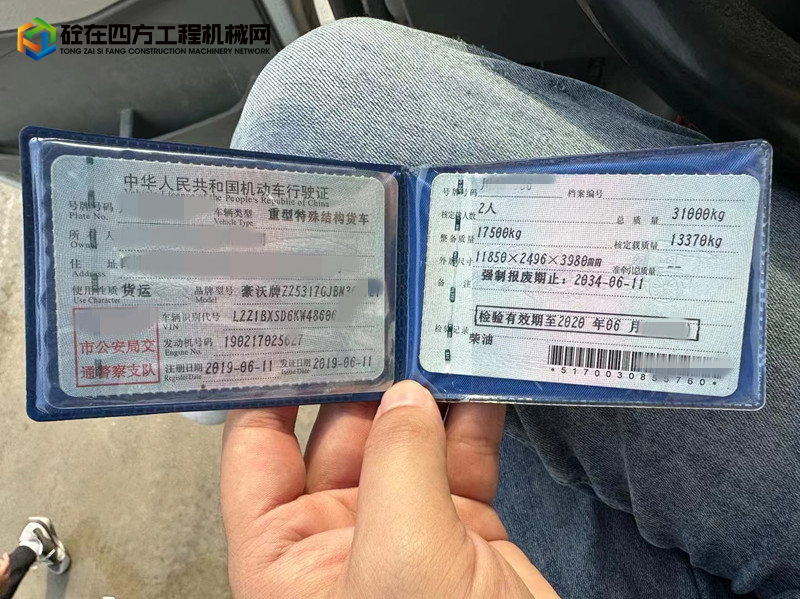 砼在四方工程机械网
TONG ZAI SI FANG CONSTRUCTION MACHINERY NETWORK
中华人民共和国机动车行驶证
License of the People's Republic of China
号牌号码
Plate No.
车辆类型
Vehicle Type
重型特殊结构货车
所有人
住址
Address
使用性质 货运
Use Character
品牌型号 豪沃牌ZZ5317GJBN3
Model
车辆识别代号
VIN
发动机号码
Engine No.
注册日期 2019-06-11
Register Date
发证日期 2019-06-11
Issue Date
市公安局交
通警察支队
号牌号码
档案编号
核定载人数 2人
总质量 31000kg
整备质量 17500kg
核定载质量 13370kg
外廓尺寸 11850×2496×3980mm
准牵引总质量 --
备注 强制报废期止：2034-06-11
检验有效期至2020 年06 月
检验记录
柴油